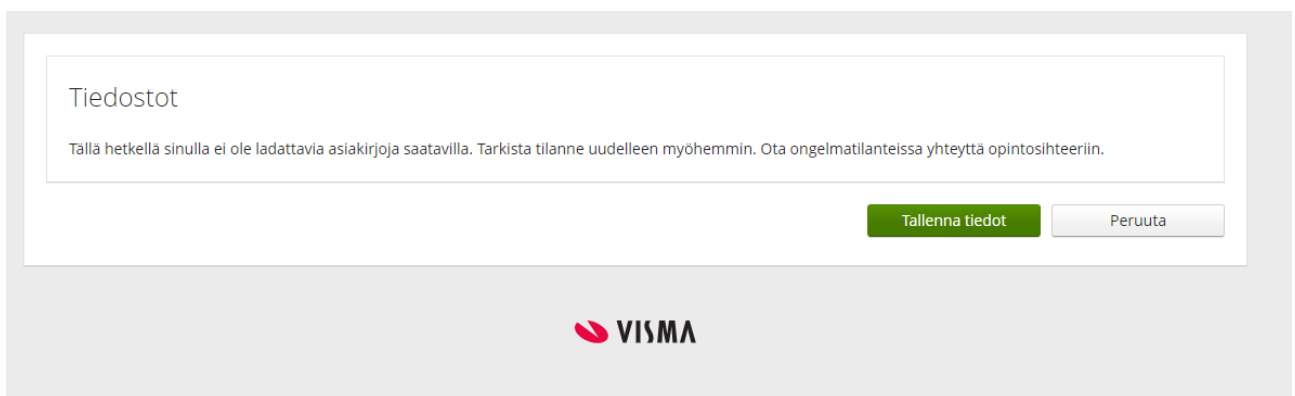 Tiedostot
Tällä hetkellä sinulla ei ole ladattavia asiakirjoja saatavilla. Tarkista tilanne uudelleen myöhemmin. Ota ongelmatilanteissa yhteyttä opintosihteeriin.
Tallenna tiedot Peruuta
VISMA